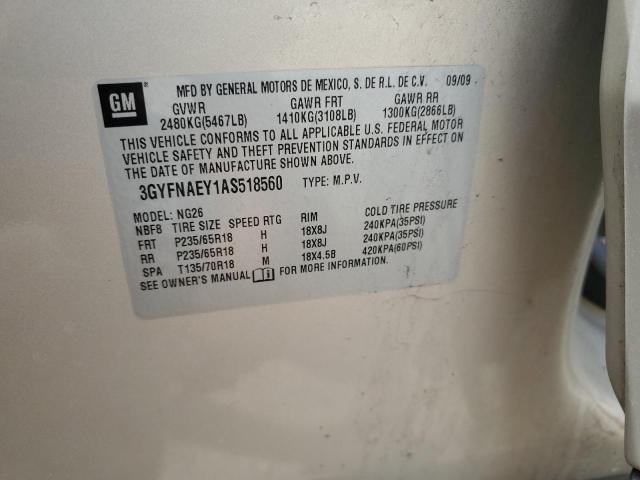 GM
MFD BY GENERAL MOTORS DE MEXICO, S. DE R.L. DE C.V. 09/09
GVWR GAWR FRT GAWR RR
2480KG(5467LB) 1410KG(3108LB) 1300KG(2866LB)
THIS VEHICLE CONFORMS TO ALL APPLICABLE U.S. FEDERAL MOTOR
VEHICLE SAFETY AND THEFT PREVENTION STANDARDS IN EFFECT ON
THE DATE OF MANUFACTURE SHOWN ABOVE.
3GYFNAEY1AS518560 TYPE: M.P.V.
MODEL: NG26
NBF8 TIRE SIZE SPEED RTG RIM COLD TIRE PRESSURE
FRT P235/65R18 H 18X8J 240KPA(35PSI)
RR P235/65R18 H 18X8J 240KPA(35PSI)
SPA T135/70R18 M 18X4.5B 420KPA(60PSI)
SEE OWNER'S MANUAL FOR MORE INFORMATION.